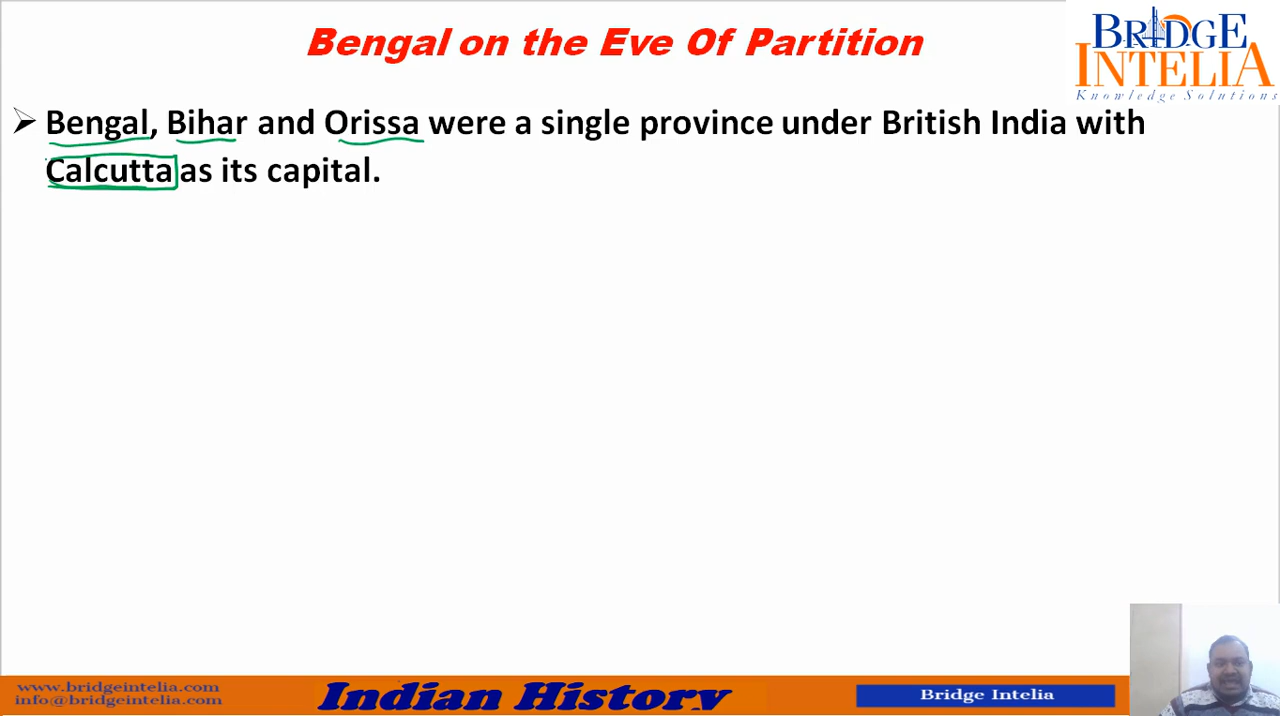 Bengal on the Eve Of Partition
BRIDGE
INTELIA
Knowledge Solutions
➢ Bengal, Bihar and Orissa were a single province under British India with
Calcutta as its capital.
www.bridgeintelia.com
info@bridgeintelia.com
Indian History
Bridge Intelia